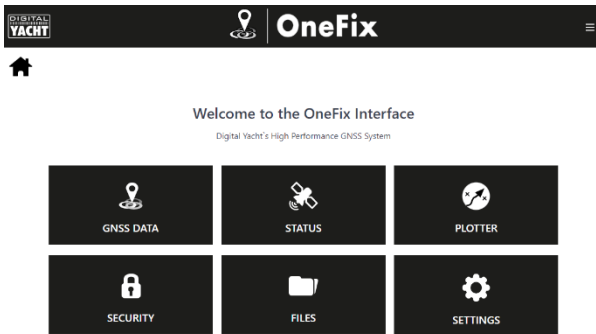 DIGITAL
YACHT
OneFix
Welcome to the OneFix Interface
Digital Yacht`s High Performance GNSS System
GNSS DATA
STATUS
PLOTTER
SECURITY
FILES
SETTINGS